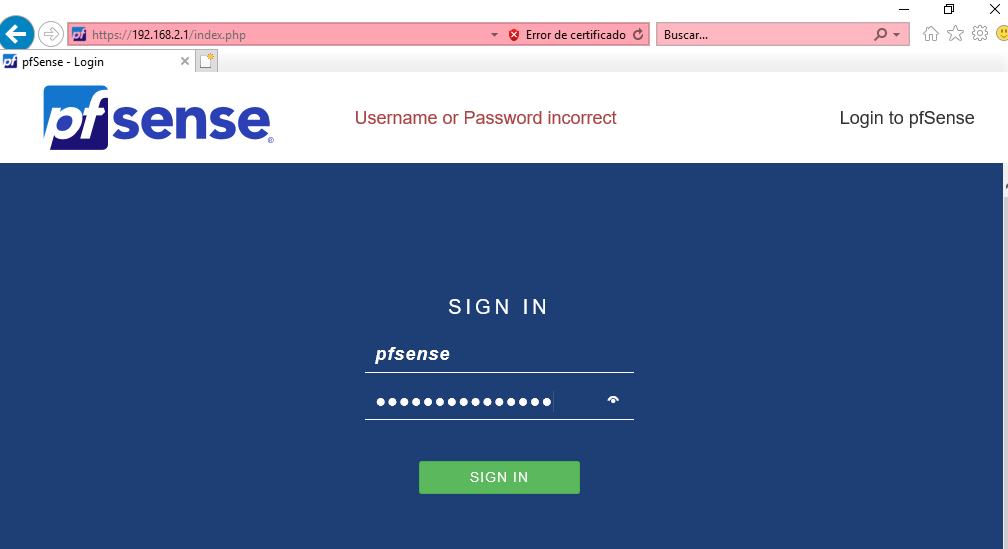 https://192.168.2.1/index.php
Error de certificado
Buscar...
pfSense - Login
pfsense®
Username or Password incorrect
Login to pfSense
SIGN IN
pfsense
SIGN IN